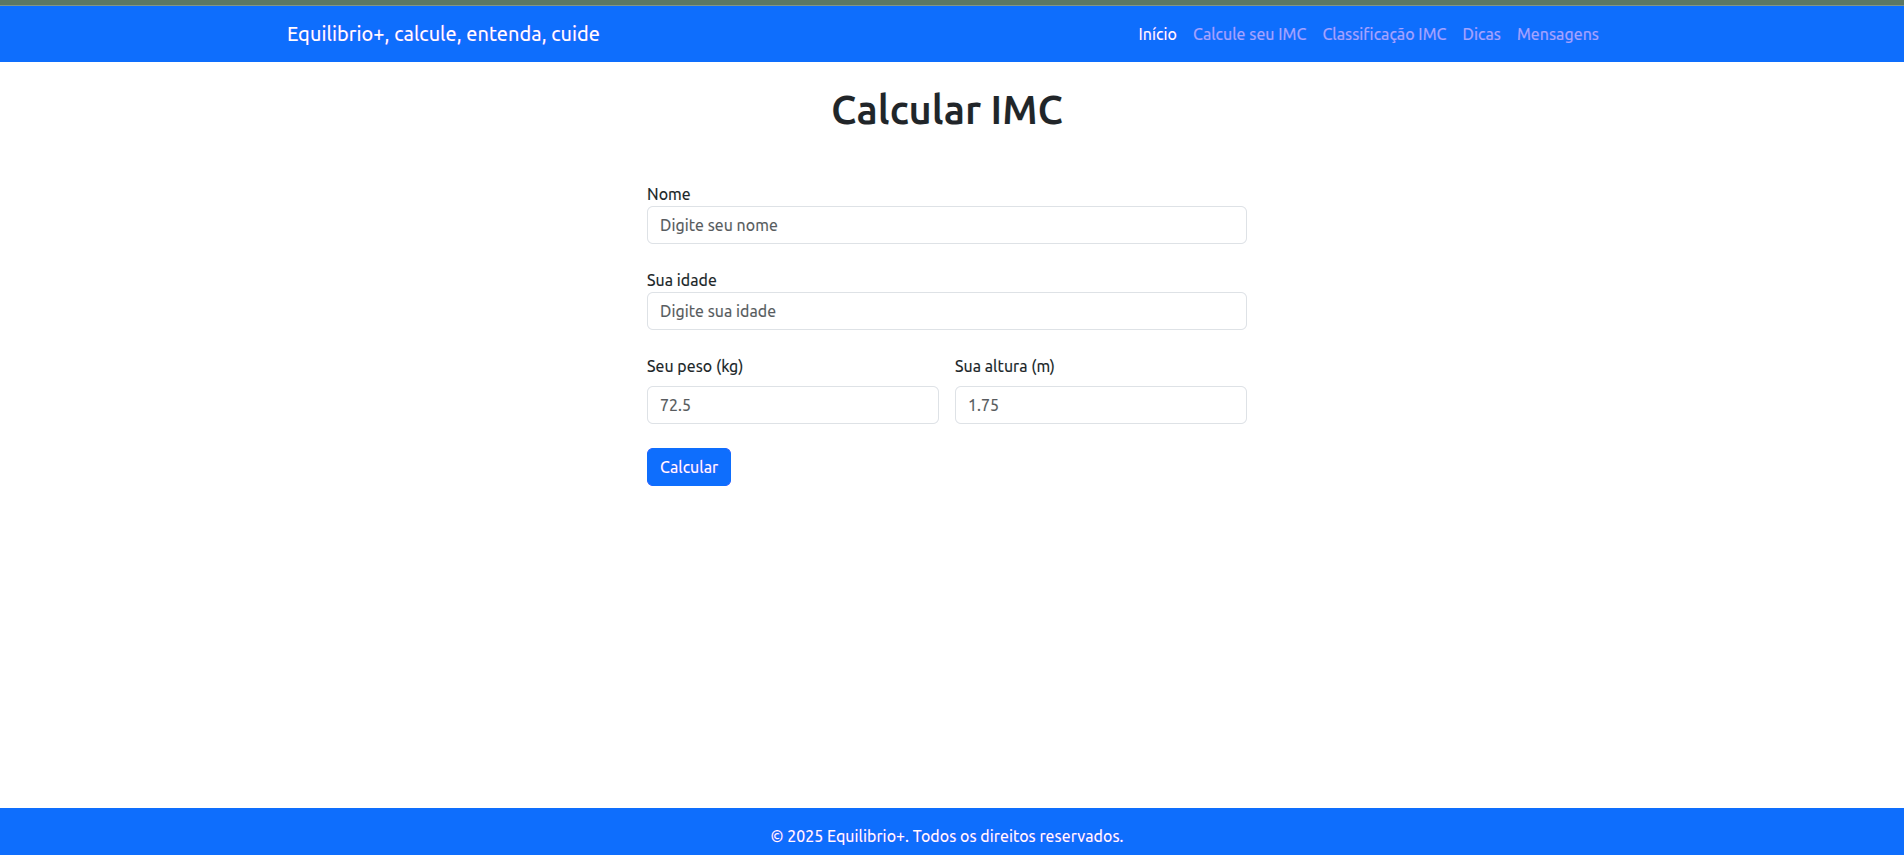 Equilibrio+, calcule, entenda, cuide
Início Calcule seu IMC Classificação IMC Dicas Mensagens
Calcular IMC
Nome
Digite seu nome
Sua idade
Digite sua idade
Seu peso (kg) Sua altura (m)
72.5 1.75
Calcular
© 2025 Equilibrio+. Todos os direitos reservados.